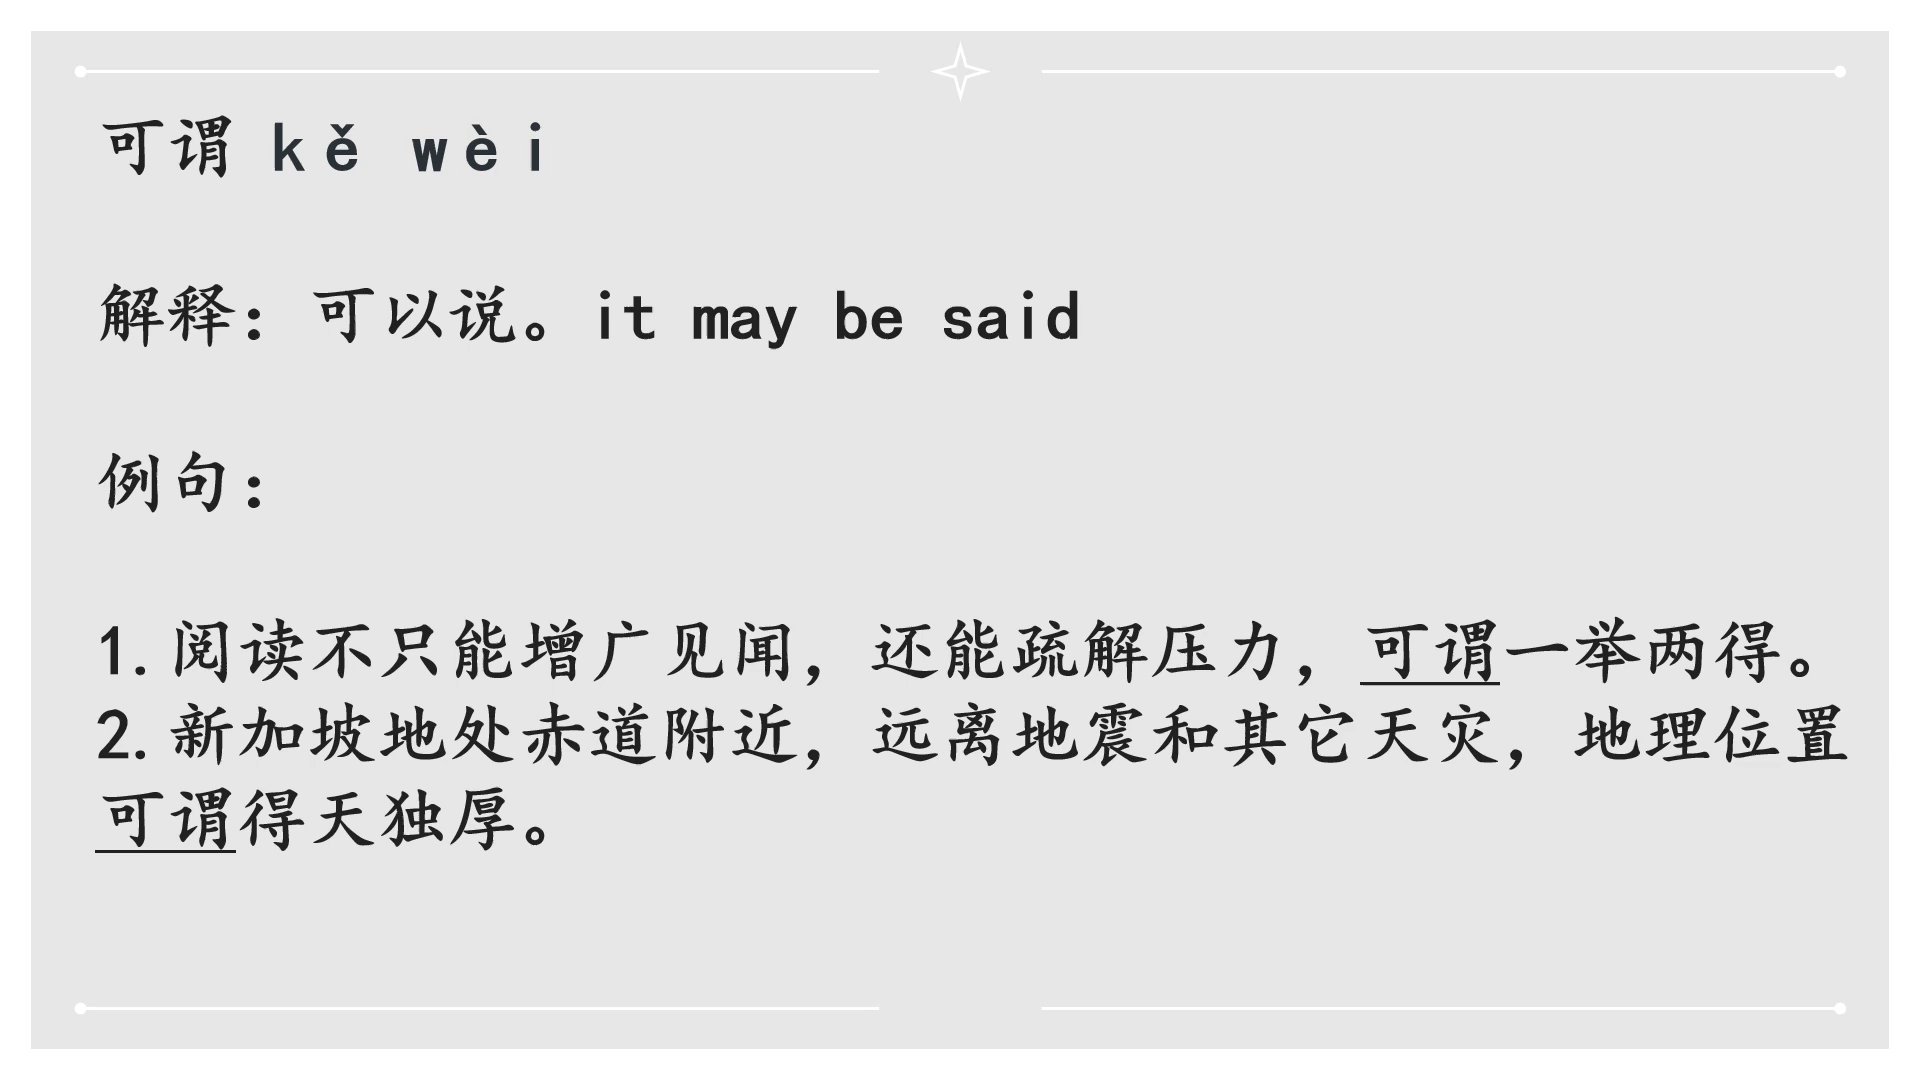 可谓 kě wèi
解释：可以说。it may be said
例句：
1.阅读不只能增广见闻，还能疏解压力，可谓一举两得。
2.新加坡地处赤道附近，远离地震和其它天灾，地理位置
可谓得天独厚。